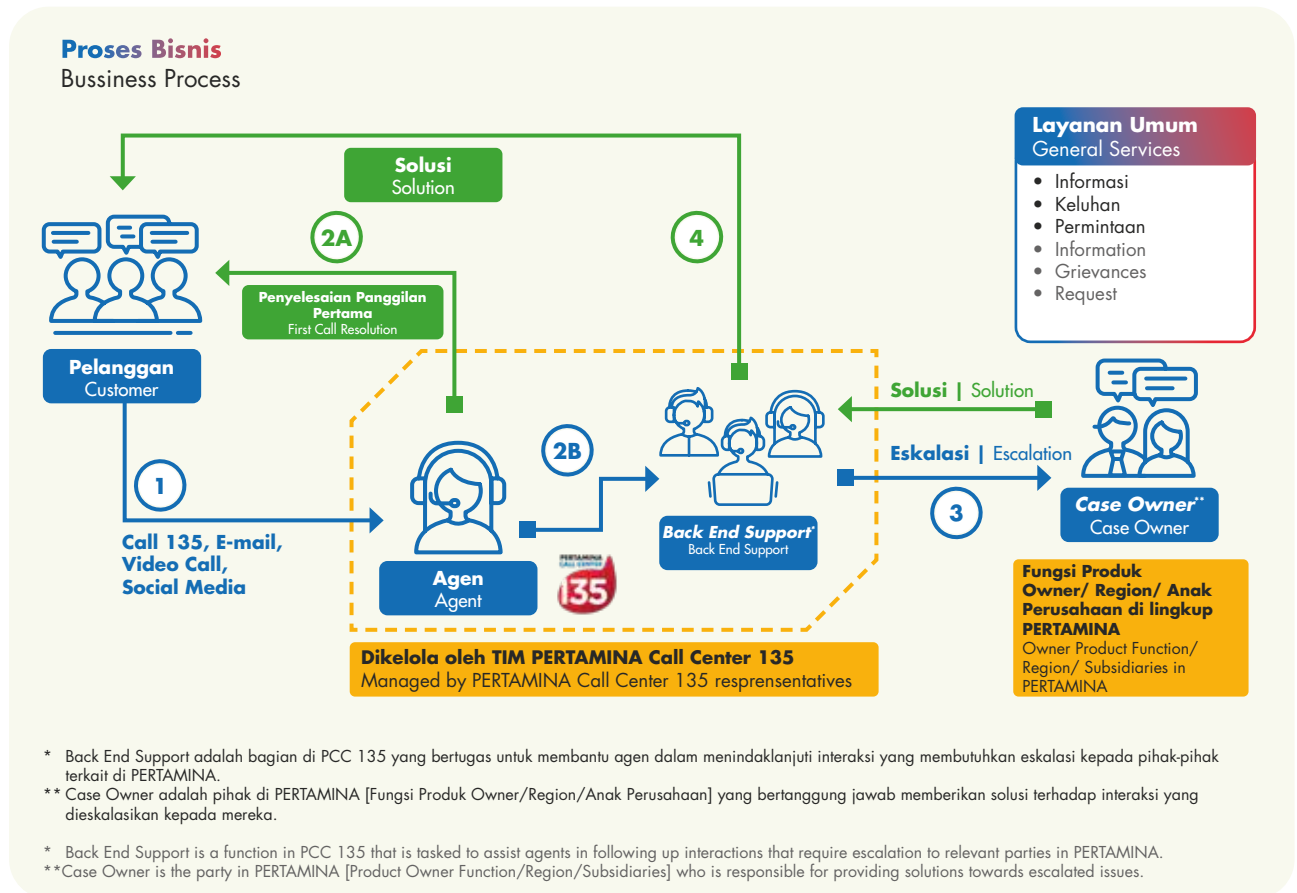 Proses Bisnis
Bussiness Process
Layanan Umum
General Services
• Informasi
• Keluhan
• Permintaan
• Information
• Grievances
• Request
Solusi
Solution
2A
4
Penyelesaian Panggilan
Pertama
First Call Resolution
Pelanggan
Customer
1
Call 135, E-mail,
Video Call,
Social Media
Agen
Agent
2B
PERTAMINA
CALL CENTER
135
Back End Support*
Back End Support
Solusi | Solution
Eskalasi | Escalation
3
Case Owner**
Case Owner
Fungsi Produk
Owner/ Region/ Anak
Perusahaan di lingkup
PERTAMINA
Owner Product Function/
Region/ Subsidiaries in
PERTAMINA
Dikelola oleh TIM PERTAMINA Call Center 135
Managed by PERTAMINA Call Center 135 resprensentatives
* Back End Support adalah bagian di PCC 135 yang bertugas untuk membantu agen dalam menindaklanjuti interaksi yang membutuhkan eskalasi kepada pihak-pihak
terkait di PERTAMINA.
** Case Owner adalah pihak di PERTAMINA [Fungsi Produk Owner/Region/Anak Perusahaan] yang bertanggung jawab memberikan solusi terhadap interaksi yang
dieskalasikan kepada mereka.
* Back End Support is a function in PCC 135 that is tasked to assist agents in following up interactions that require escalation to relevant parties in PERTAMINA.
**Case Owner is the party in PERTAMINA [Product Owner Function/Region/Subsidiaries] who is responsible for providing solutions towards escalated issues.